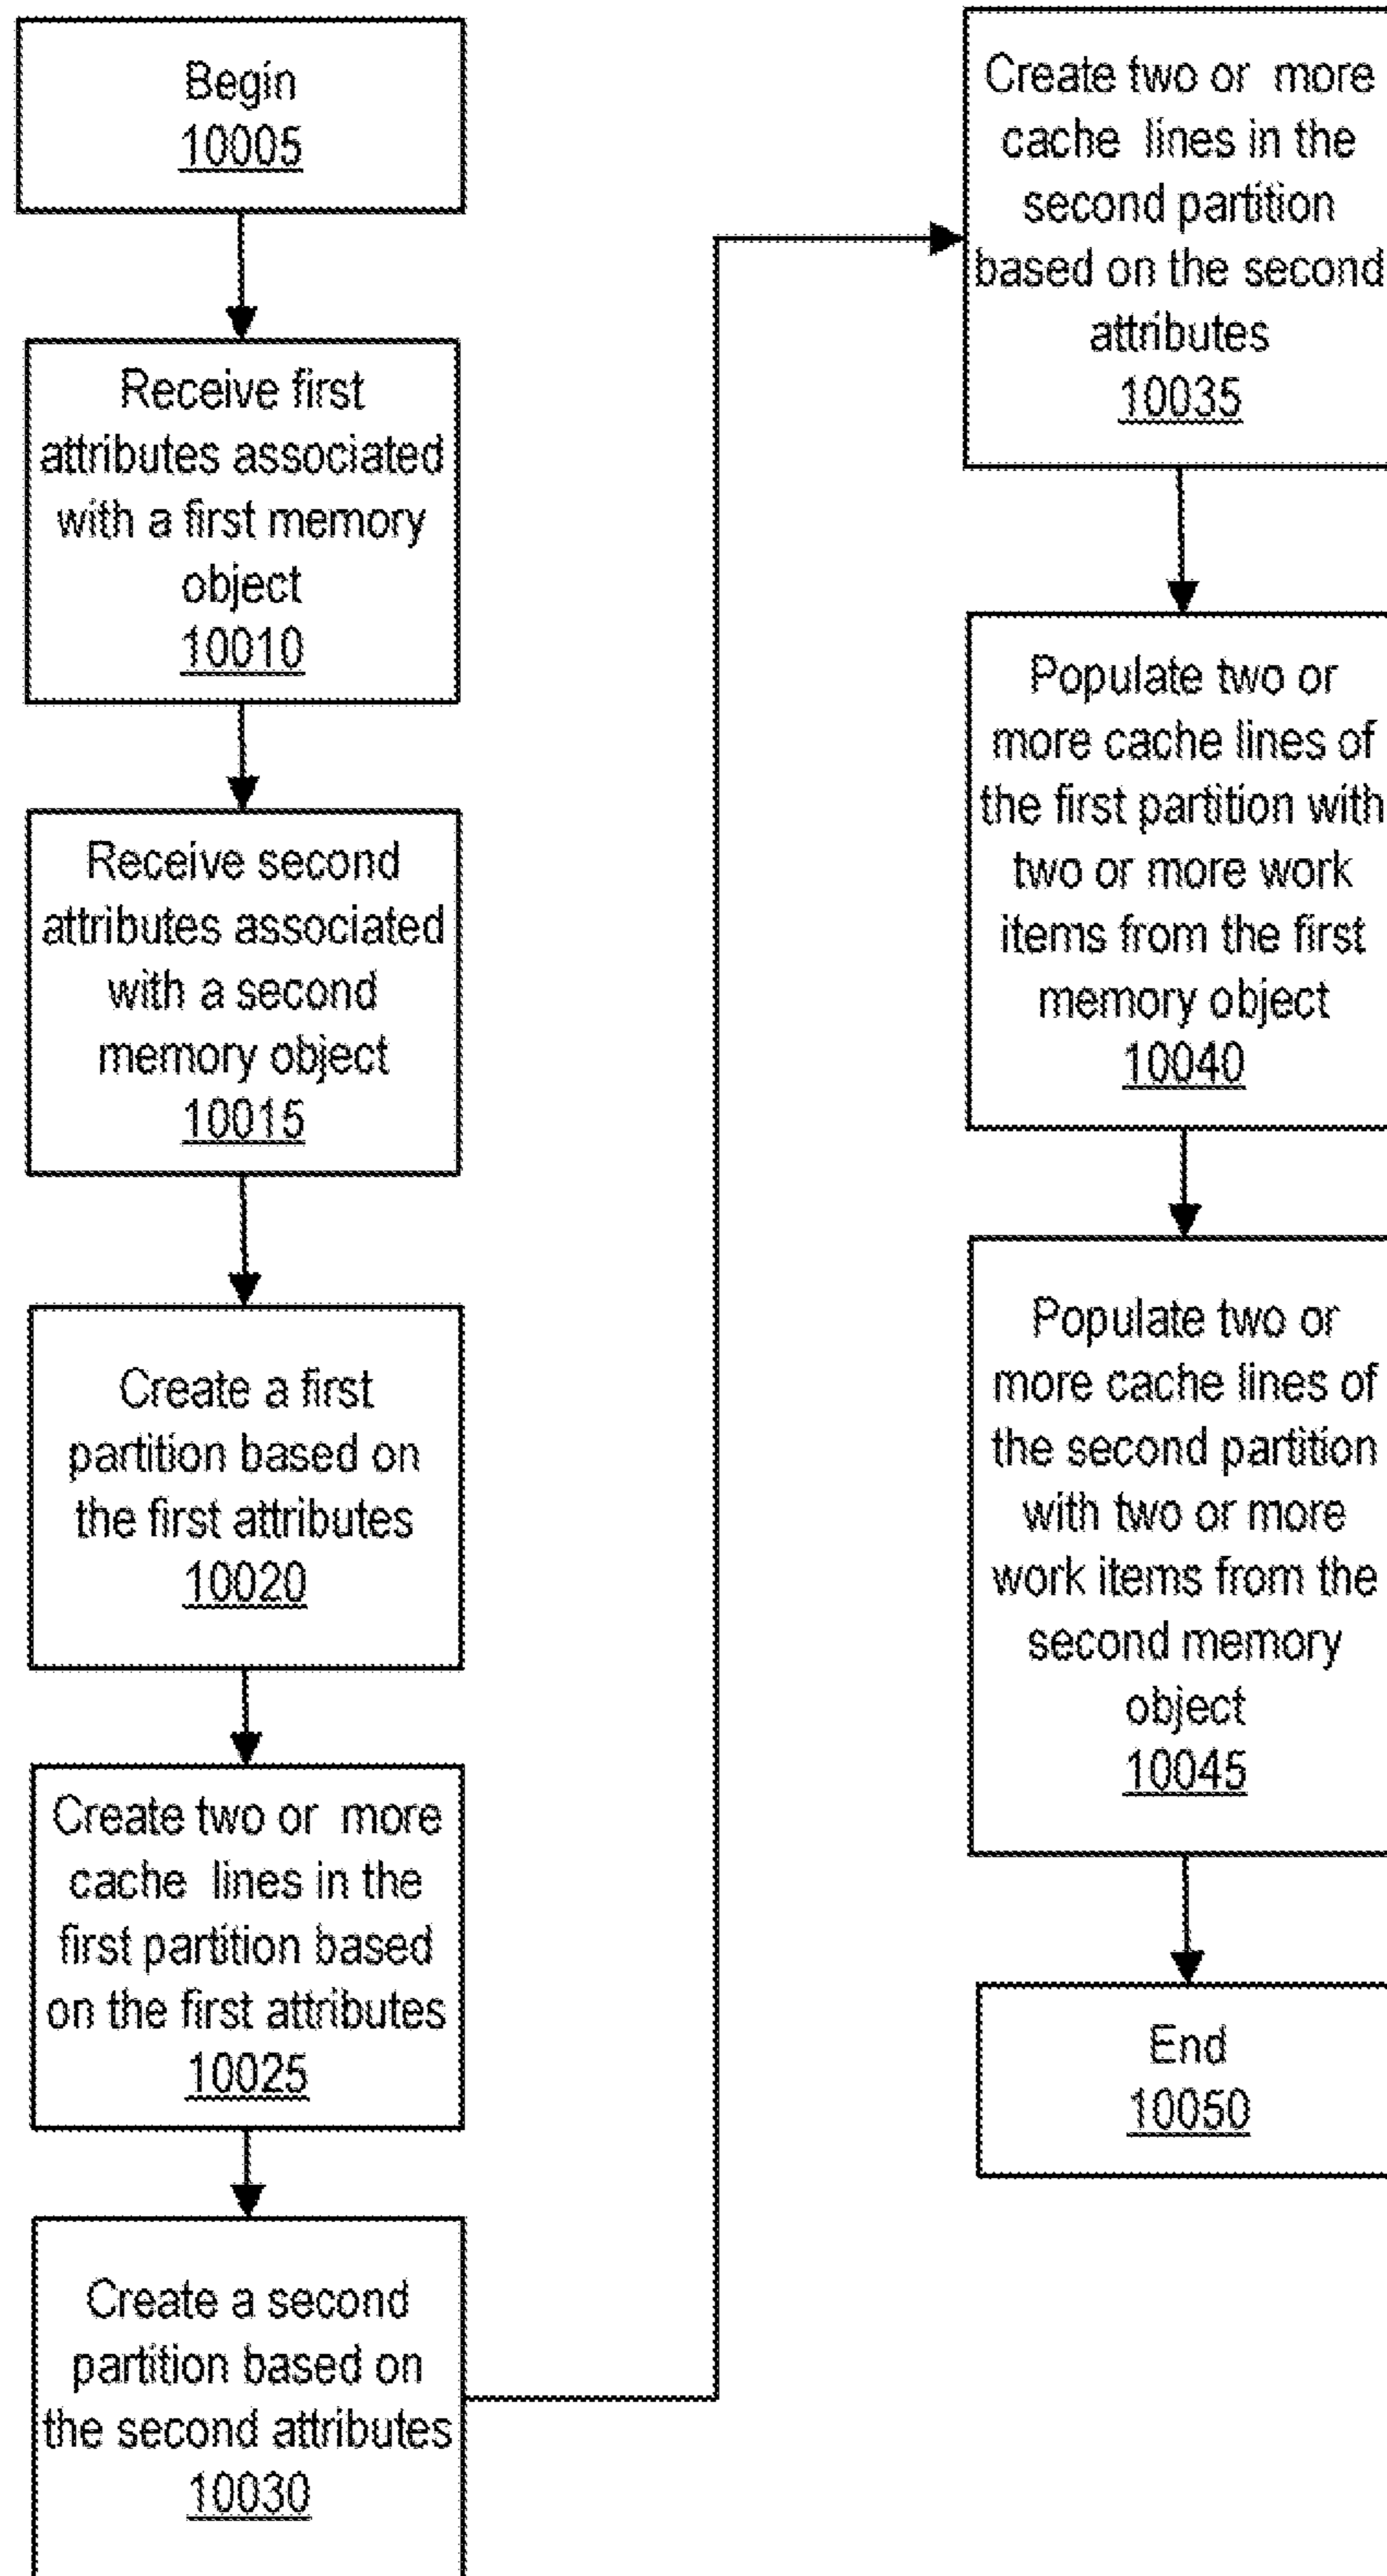 Begin
10005
Receive first
attributes associated
with a first memory
object
10010
Receive second
attributes associated
with a second
memory object
10015
Create a first
partition based on
the first attributes
10020
Create two or more
cache lines in the
first partition based
on the first attributes
10025
Create a second
partition based on
the second attributes
10030
Create two or more
cache lines in the
second partition
based on the second
attributes
10035
Populate two or
more cache lines of
the first partition with
two or more work
items from the first
memory object
10040
Populate two or
more cache lines of
the second partition
with two or more
work items from the
second memory
object
10045
End
10050